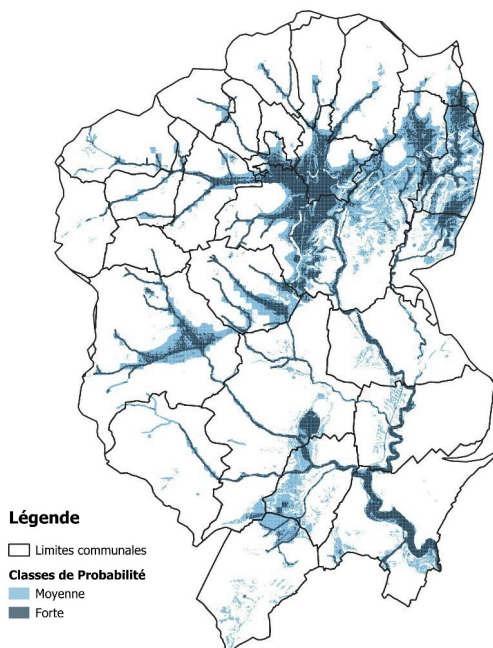 Légende
Limites communales
Classes de Probabilité
Moyenne
Forte